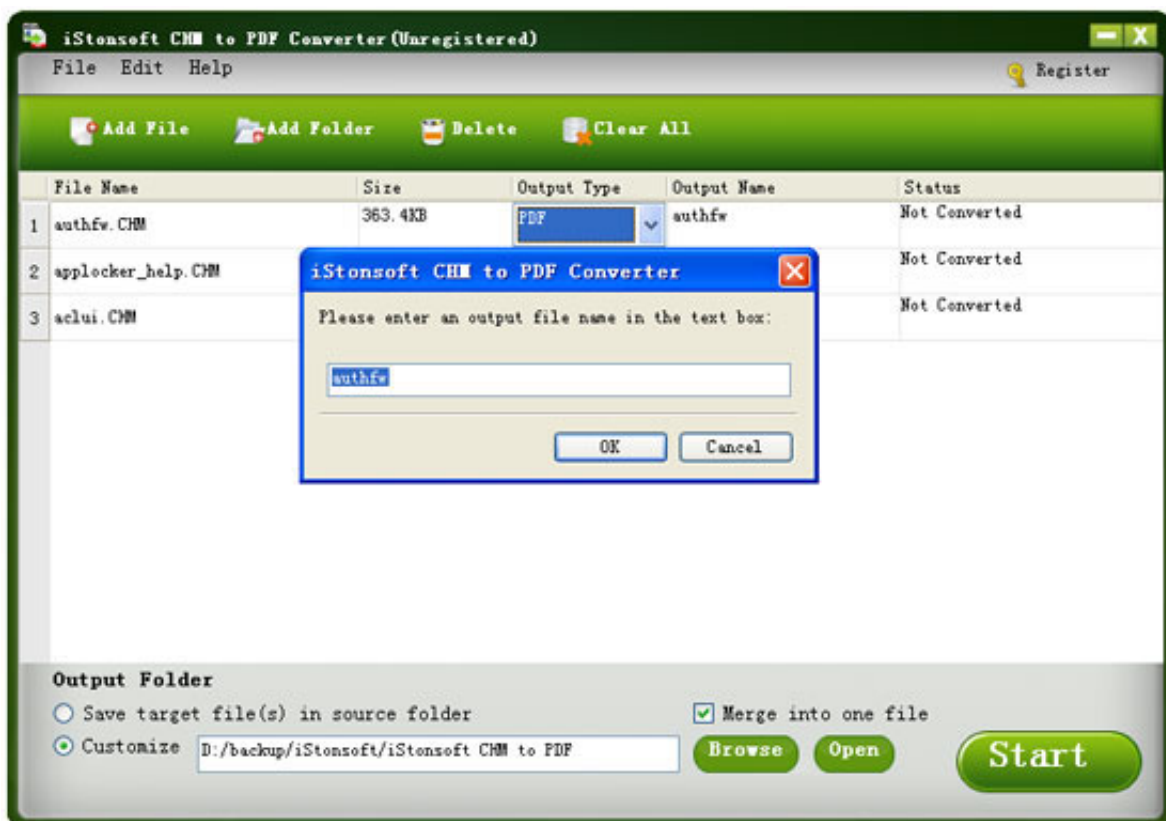 iStonsoft CHM to PDF Converter(Unregistered)
File Edit Help Register
Add File Add Folder Delete Clear All
File Name Size Output Type Output Name Status
1 authfw.CHM 363.4KB PDF authfw Not Converted
2 applocker_help.CHM Not Converted
3 aclui.CHM Not Converted
iStonsoft CHM to PDF Converter
Please enter an output file name in the text box:
authfw
OK Cancel
Output Folder
Save target file(s) in source folder Merge into one file
Customize D:/backup/iStonsoft/iStonsoft CHM to PDF Browse Open Start